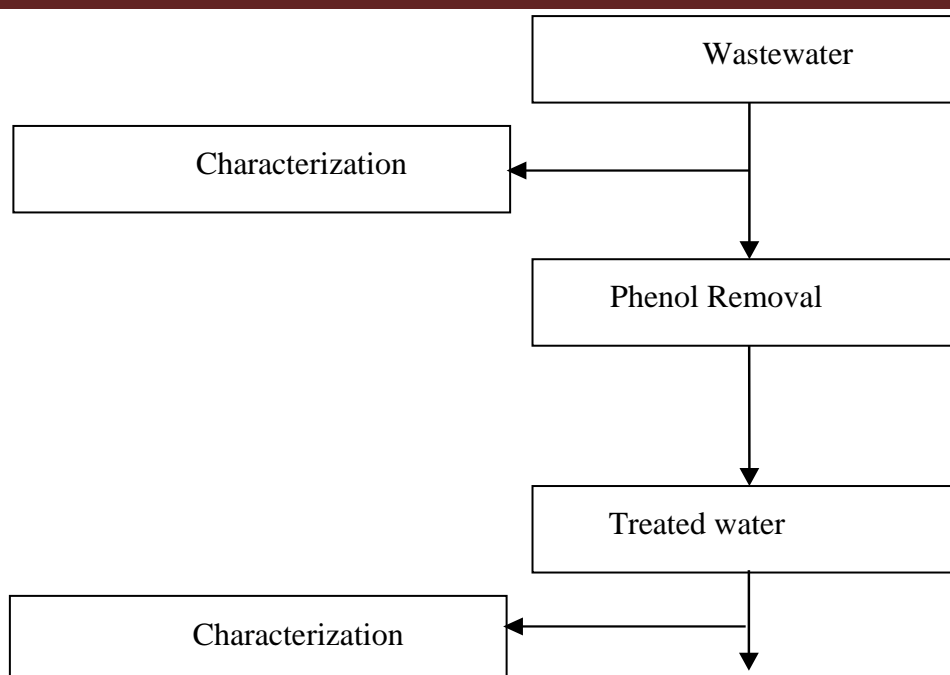 Wastewater
Characterization
Phenol Removal
Treated water
Characterization